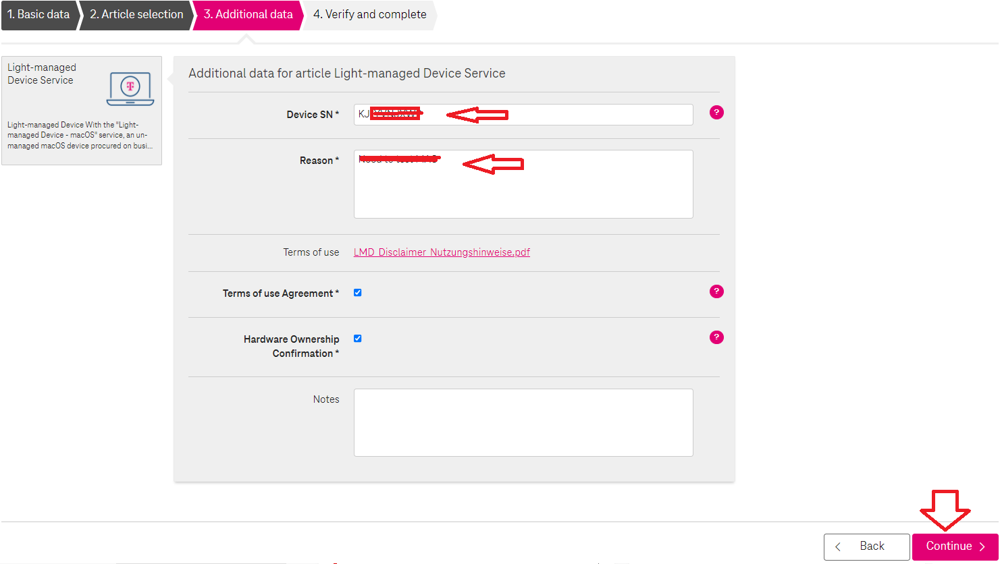 1. Basic data
2. Article selection
3. Additional data
4. Verify and complete
Light-managed
Device Service
T
Light-managed Device With the "Light-
managed Device - macOS" service, an un-
managed macOS device procured on busi...
Additional data for article Light-managed Device Service
Device SN *
KJ
?
Reason *
Terms of use
LMD_Disclaimer_Nutzungshinweise.pdf
Terms of use Agreement *
?
Hardware Ownership
Confirmation *
?
Notes
Back
Continue